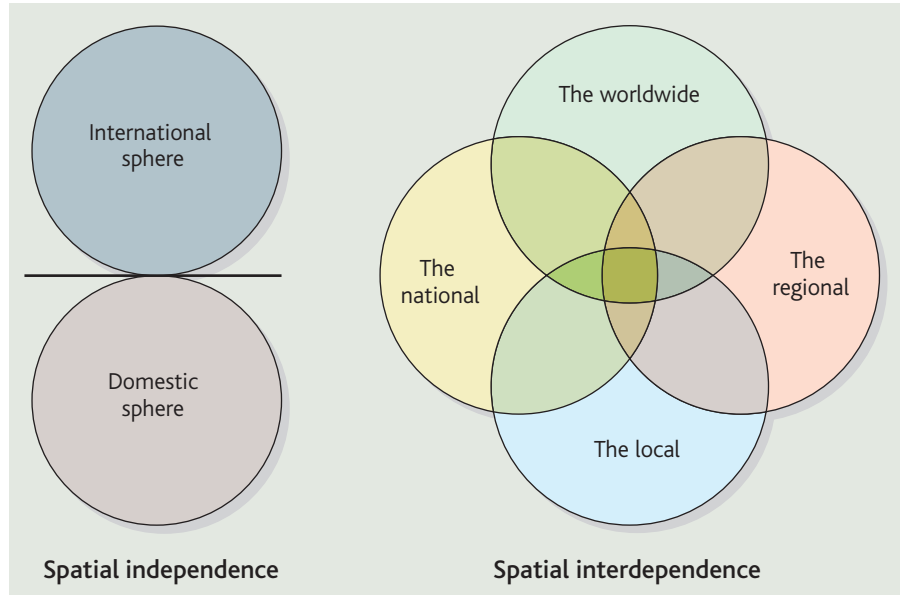 International
sphere
Domestic
sphere
Spatial independence
The worldwide
The
national
The
regional
The local
Spatial interdependence